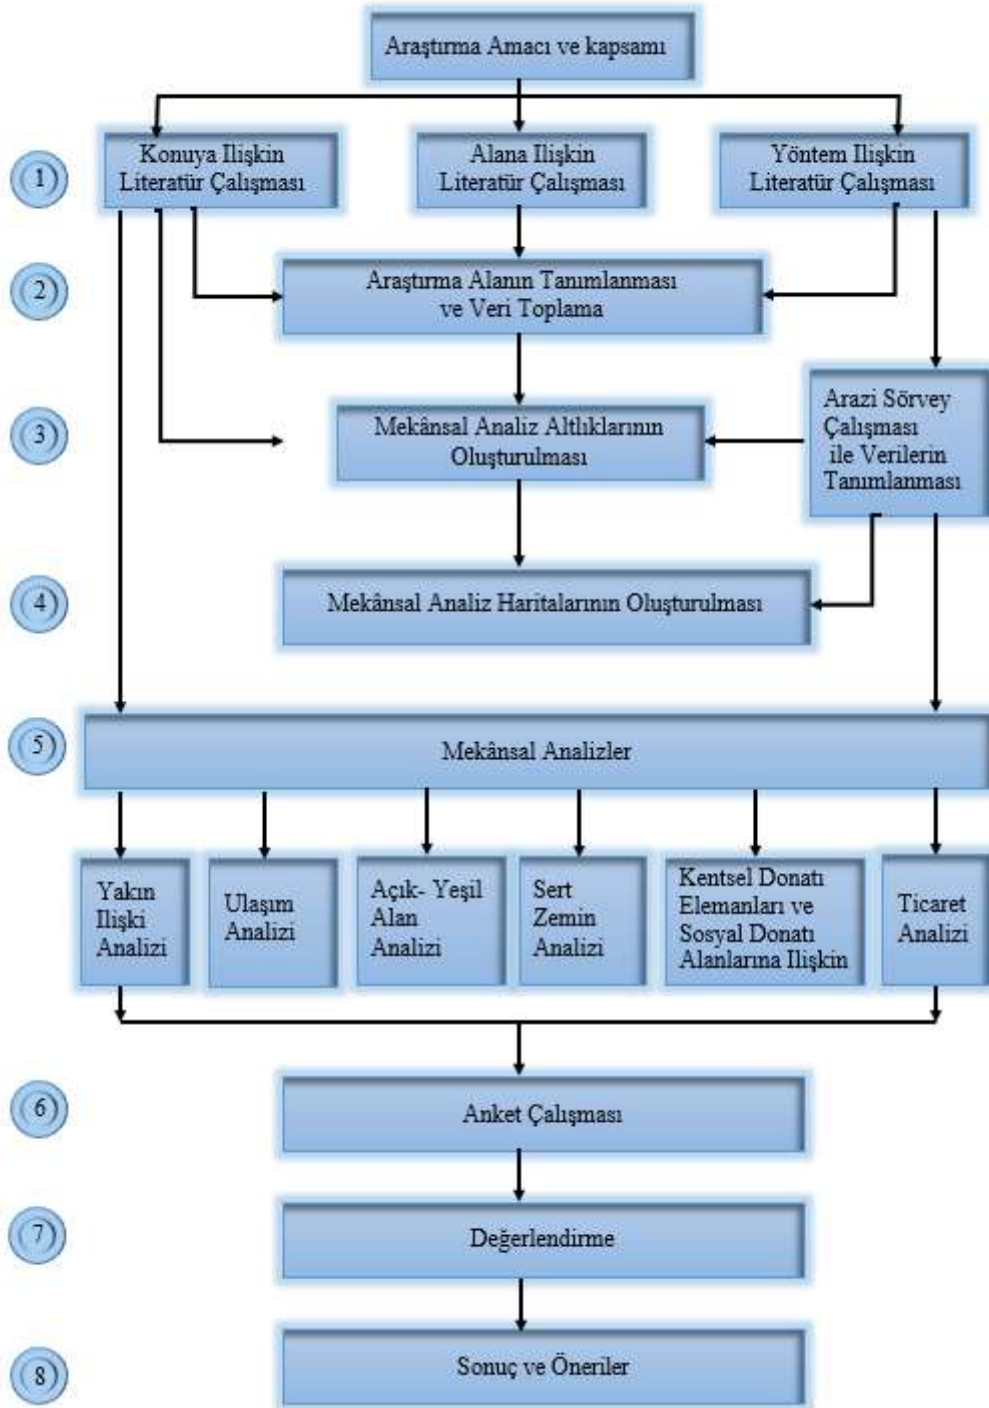 Araştırma Amacı ve kapsamı
1
Konuya Ilişkin
Literatür Çalışması
Alana Ilişkin
Literatür Çalışması
Yöntem Ilişkin
Literatür Çalışması
2
Araştırma Alanın Tanımlanması
ve Veri Toplama
3
Mekânsal Analiz Altlıklarının
Oluşturulması
Arazi Sörvey
Çalışması
ile Verilerin
Tanımlanması
4
Mekânsal Analiz Haritalarının Oluşturulması
5
Mekânsal Analizler
Yakın
Ilişki
Analizi
Ulaşım
Analizi
Açık- Yeşil
Alan
Analizi
Sert
Zemin
Analizi
Kentsel Donatı
Elemanları ve
Sosyal Donatı
Alanlarına Ilişkin
Ticaret
Analizi
6
Anket Çalışması
7
Değerlendirme
8
Sonuç ve Öneriler